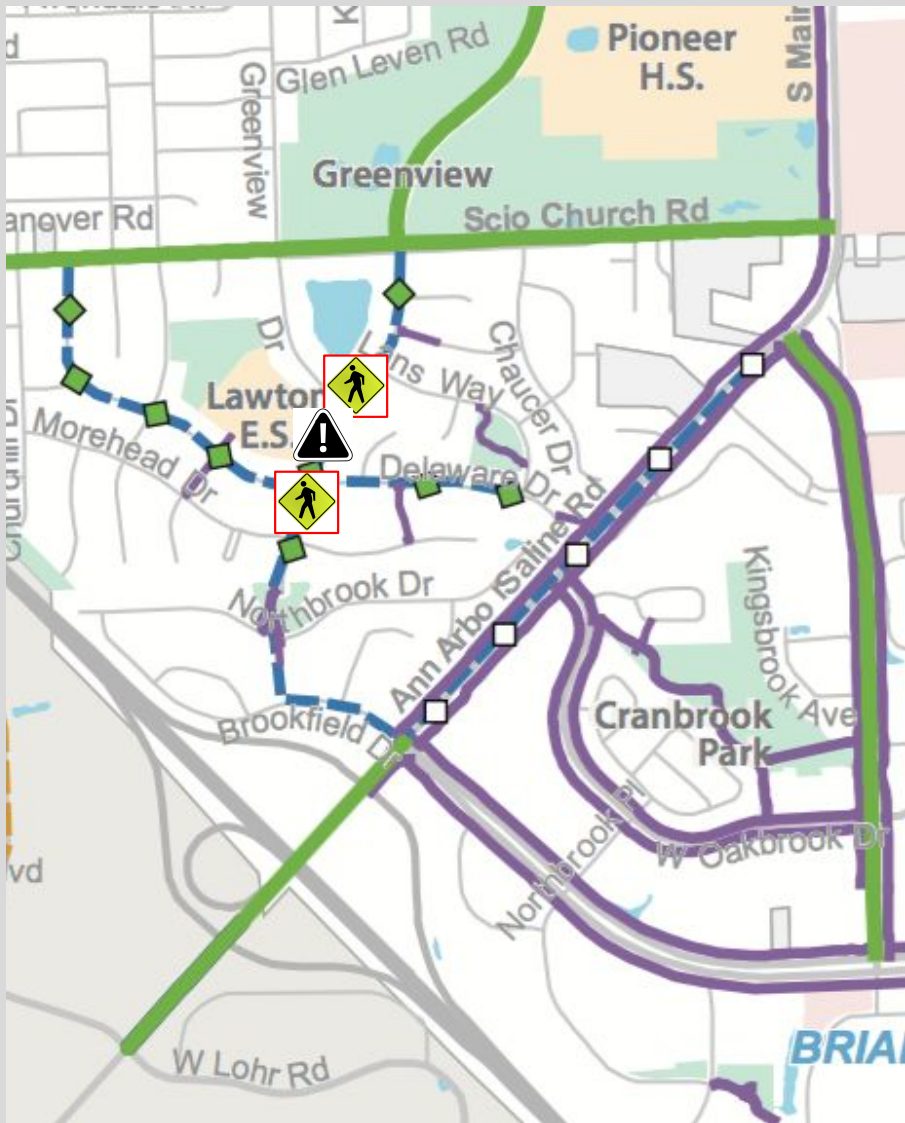 K
Glen Leven Rd
Greenview
Pioneer
H.S.
S Main
Greenview
anover Rd
Scio Church Rd
Dr
Lans Way
Chaucer Dr
Lawton
E.S.
!
Morehead Dr
Churchill Dr
Delaware Dr
Ann Arbor Saline Rd
Northbrook Dr
Kingsbrook Ave
Brookfield Dr
Cranbrook
Park
Northbrook Pl
W Oakbrook Dr
vd
W Lohr Rd
BRIA